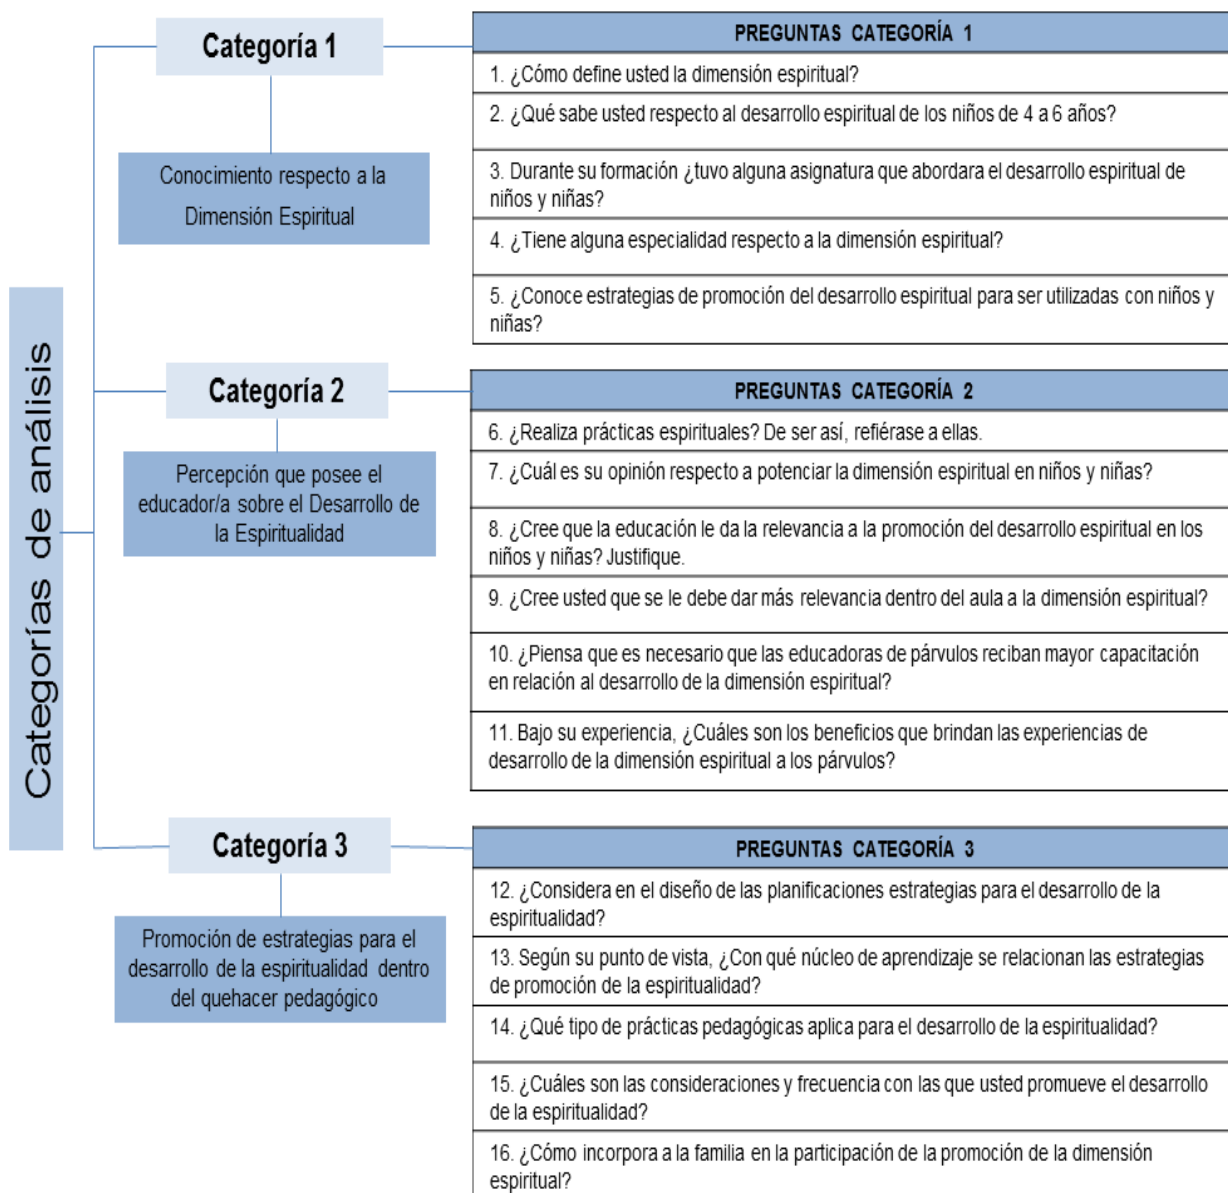 Categorías de análisis
Categoría 1
Conocimiento respecto a la
Dimensión Espiritual
PREGUNTAS CATEGORÍA 1
1. ¿Cómo define usted la dimensión espiritual?
2. ¿Qué sabe usted respecto al desarrollo espiritual de los niños de 4 a 6 años?
3. Durante su formación ¿tuvo alguna asignatura que abordara el desarrollo espiritual de
niños y niñas?
4. ¿Tiene alguna especialidad respecto a la dimensión espiritual?
5. ¿Conoce estrategias de promoción del desarrollo espiritual para ser utilizadas con niños y
niñas?
Categoría 2
Percepción que posee el
educador/a sobre el Desarrollo de
la Espiritualidad
PREGUNTAS CATEGORÍA 2
6. ¿Realiza prácticas espirituales? De ser así, refiérase a ellas.
7. ¿Cuál es su opinión respecto a potenciar la dimensión espiritual en niños y niñas?
8. ¿Cree que la educación le da la relevancia a la promoción del desarrollo espiritual en los
niños y niñas? Justifique.
9. ¿Cree usted que se le debe dar más relevancia dentro del aula a la dimensión espiritual?
10. ¿Piensa que es necesario que las educadoras de párvulos reciban mayor capacitación
en relación al desarrollo de la dimensión espiritual?
11. Bajo su experiencia, ¿Cuáles son los beneficios que brindan las experiencias de
desarrollo de la dimensión espiritual a los párvulos?
Categoría 3
Promoción de estrategias para el
desarrollo de la espiritualidad dentro
del quehacer pedagógico
PREGUNTAS CATEGORÍA 3
12. ¿Considera en el diseño de las planificaciones estrategias para el desarrollo de la
espiritualidad?
13. Según su punto de vista, ¿Con qué núcleo de aprendizaje se relacionan las estrategias
de promoción de la espiritualidad?
14. ¿Qué tipo de prácticas pedagógicas aplica para el desarrollo de la espiritualidad?
15. ¿Cuáles son las consideraciones y frecuencia con las que usted promueve el desarrollo
de la espiritualidad?
16. ¿Cómo incorpora a la familia en la participación de la promoción de la dimensión
espiritual?